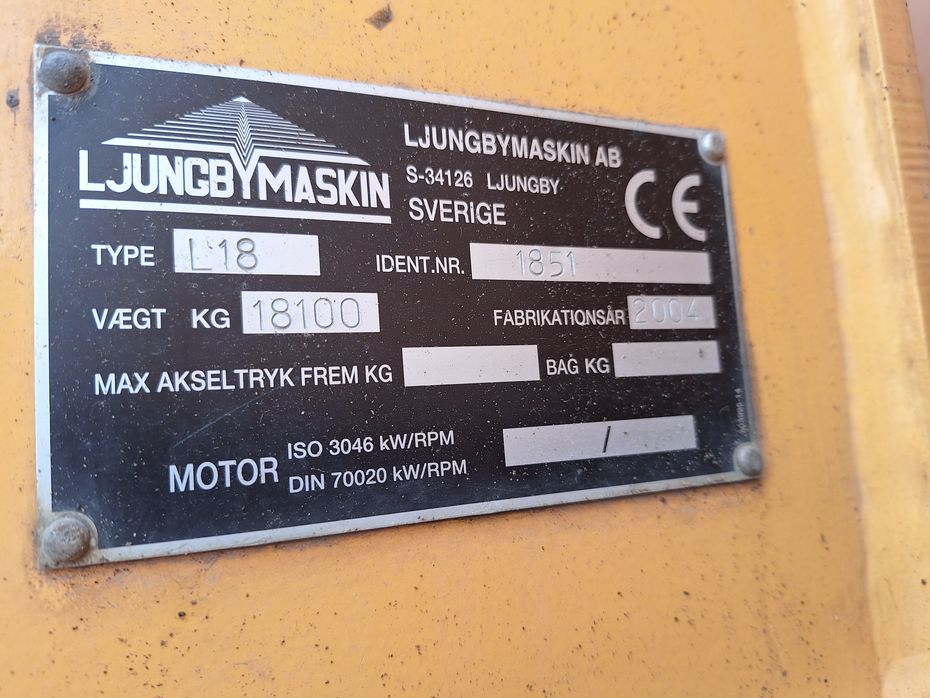 LJUNGBYMASKIN
LJUNGBYMASKIN AB
S-34126 LJUNGBY
SVERIGE
CE
TYPE L18 IDENT.NR. 1851
VÆGT KG 18100 FABRIKATIONSÅR 2004
MAX AKSELTRYK FREM KG BAG KG
MOTOR ISO 3046 kW/RPM /
DIN 70020 kW/RPM